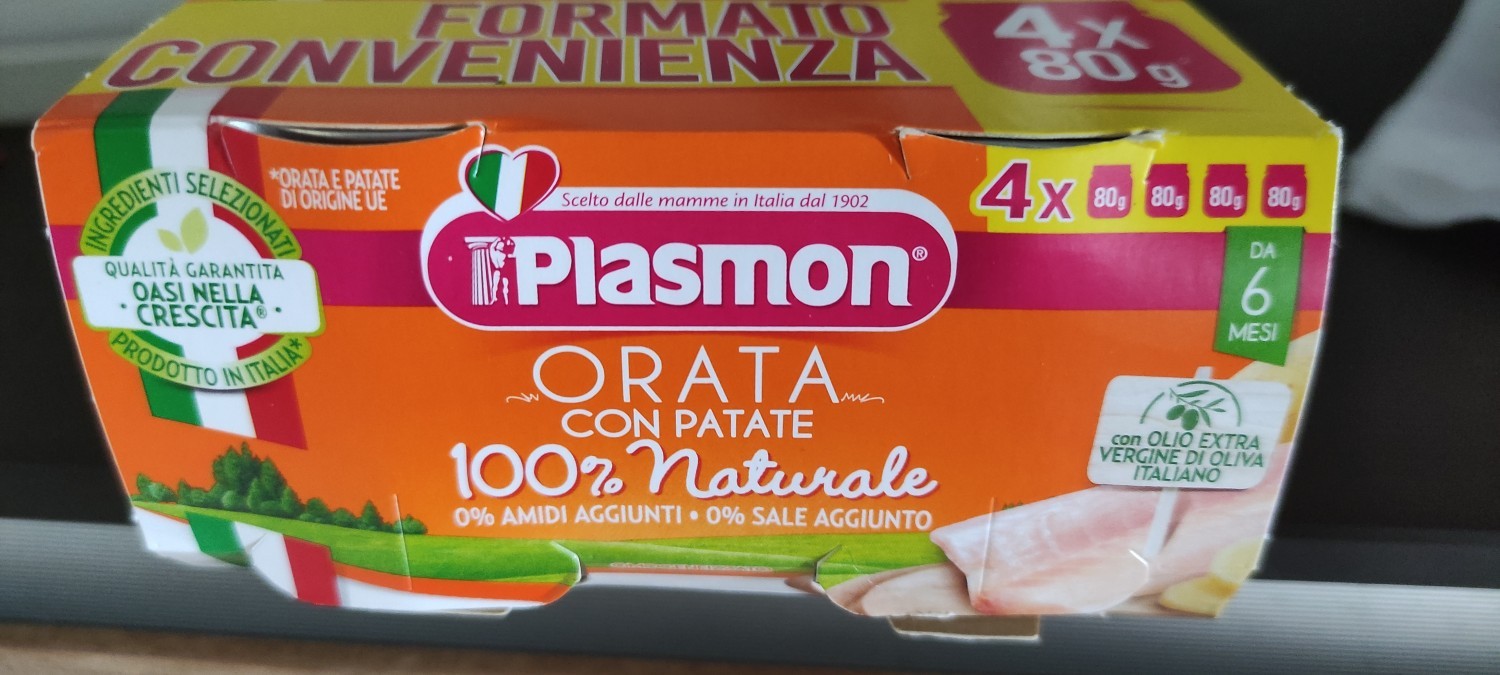 FORMATO
CONVENIENZA
4 x
80 g
INGREDIENTI SELEZIONATI
QUALITÀ GARANTITA
OASI NELLA
• CRESCITA® •
PRODOTTO IN ITALIA*
*ORATA E PATATE
DI ORIGINE UE
Scelto dalle mamme in Italia dal 1902
Plasmon®
4x 80g 80g 80g 80g
DA
6
MESI
ORATA
CON PATATE
100% Naturale
0% AMIDI AGGIUNTI • 0% SALE AGGIUNTO
con OLIO EXTRA
VERGINE DI OLIVA
ITALIANO